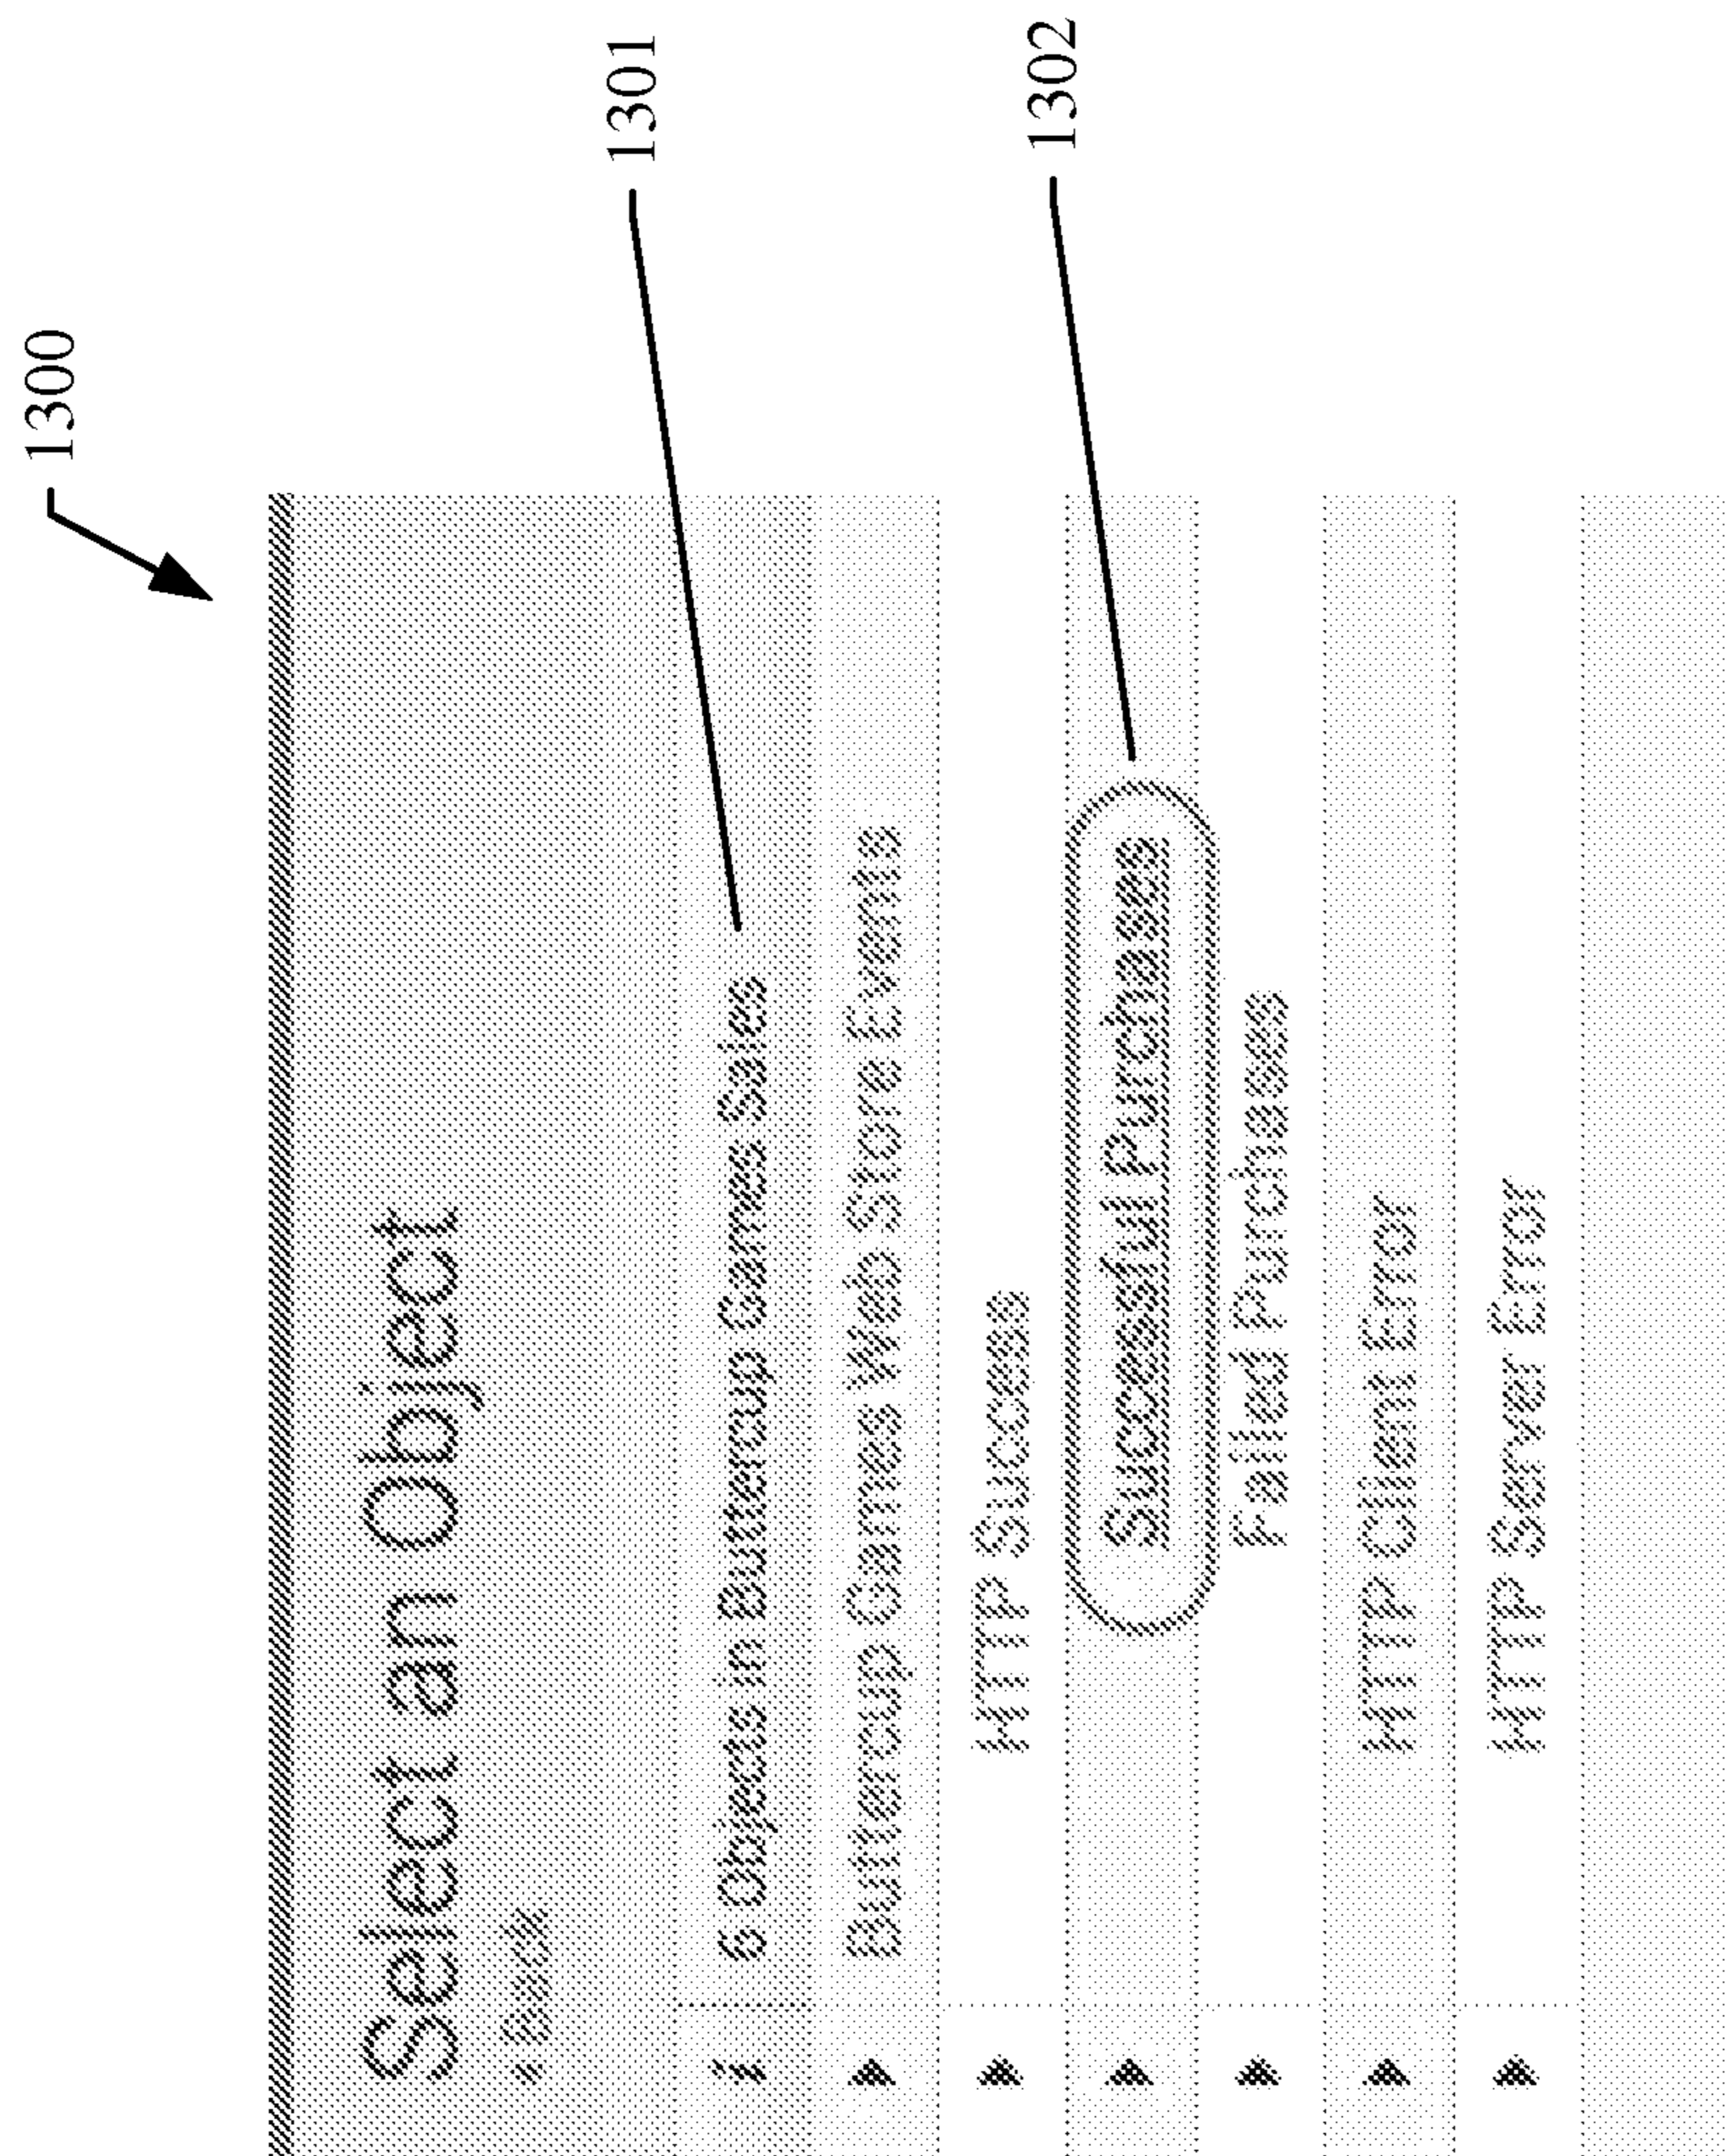 1300
Select an Object
‹ Back
i 6 Objects in Buttercup Games Sales
1301
Buttercup Games Web Store Events
HTTP Success
Successful Purchases
1302
Failed Purchases
HTTP Client Error
HTTP Server Error